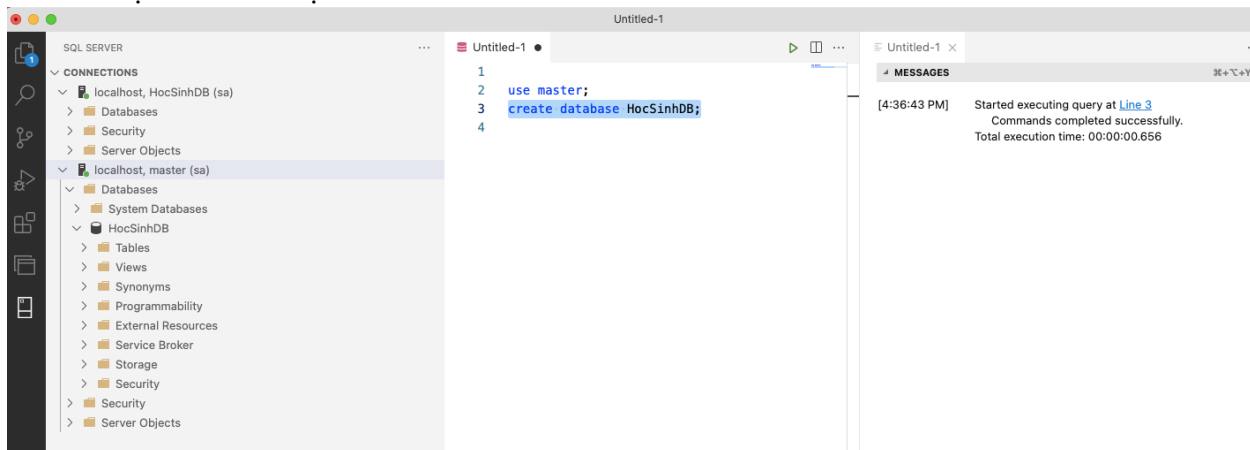 Untitled-1
SQL SERVER
CONNECTIONS
localhost, HocSinhDB (sa)
Databases
Security
Server Objects
localhost, master (sa)
Databases
System Databases
HocSinhDB
Tables
Views
Synonyms
Programmability
External Resources
Service Broker
Storage
Security
Security
Server Objects
1
Untitled-1
1
2 use master;
3 create database HocSinhDB;
4
Untitled-1
MESSAGES
[4:36:43 PM] Started executing query at Line 3
Commands completed successfully.
Total execution time: 00:00:00.656